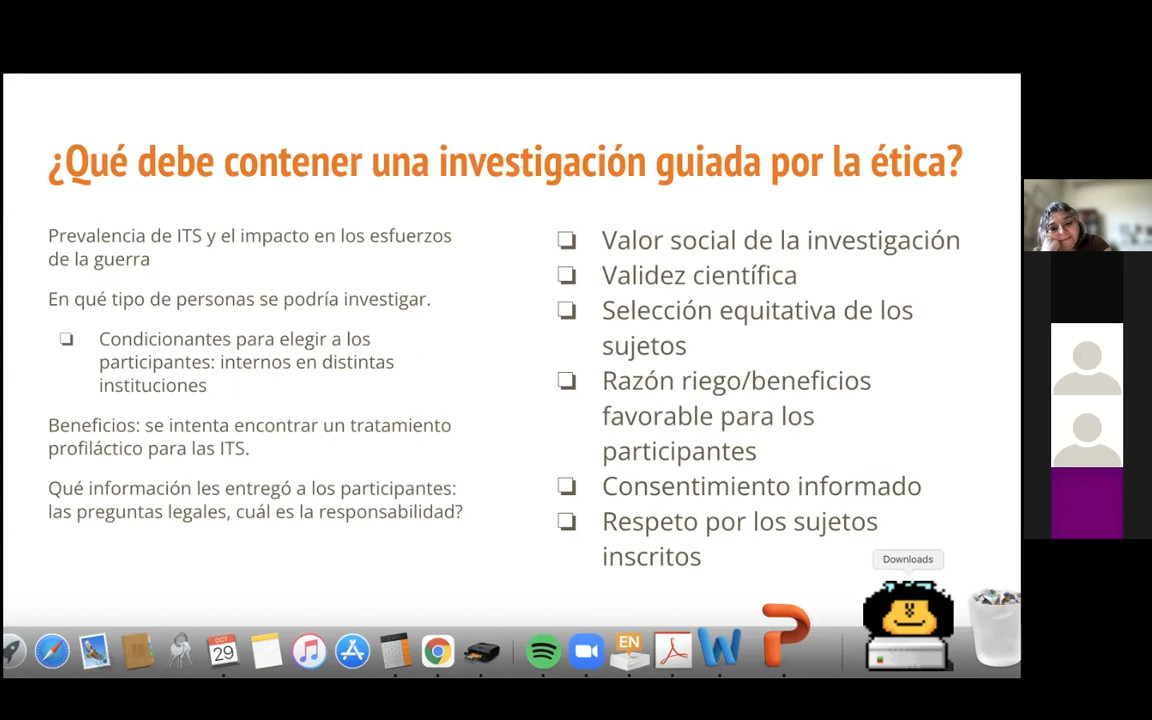 ¿Qué debe contener una investigación guiada por la ética?
Prevalencia de ITS y el impacto en los esfuerzos
de la guerra
En qué tipo de personas se podría investigar.
❏ Condicionantes para elegir a los
participantes: internos en distintas
instituciones
Beneficios: se intenta encontrar un tratamiento
profiláctico para las ITS.
Qué información les entregó a los participantes:
las preguntas legales, cuál es la responsabilidad?
❏ Valor social de la investigación
❏ Validez científica
❏ Selección equitativa de los
sujetos
❏ Razón riego/beneficios
favorable para los
participantes
❏ Consentimiento informado
❏ Respeto por los sujetos
inscritos
Downloads
OCT
29
EN
W
P